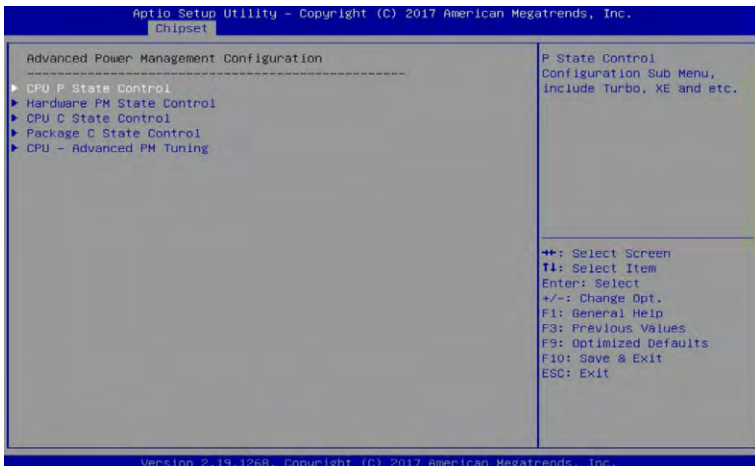 Aptio Setup Utility – Copyright (C) 2017 American Megatrends, Inc.
Chipset
Advanced Power Management Configuration
--------------------------------------------------
▶ CPU P State Control
▶ Hardware PM State Control
▶ CPU C State Control
▶ Package C State Control
▶ CPU – Advanced PM Tuning
P State Control
Configuration Sub Menu,
include Turbo, XE and etc.
→←: Select Screen
↑↓: Select Item
Enter: Select
+/-: Change Opt.
F1: General Help
F3: Previous Values
F9: Optimized Defaults
F10: Save & Exit
ESC: Exit
Version 2.19.1268. Copyright (C) 2017 American Megatrends, Inc.